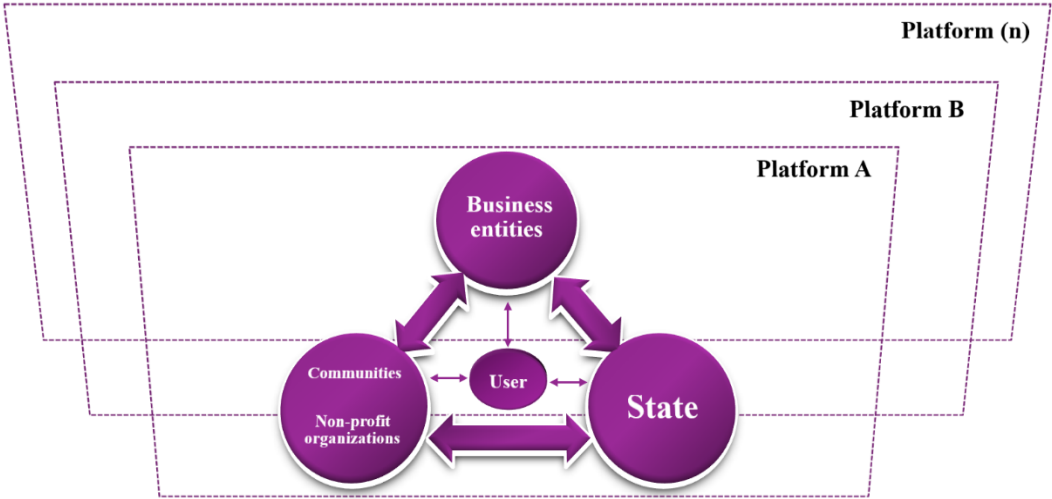 Platform (n)
Platform B
Platform A
Business
entities
Communities
Non-profit
organizations
User
State